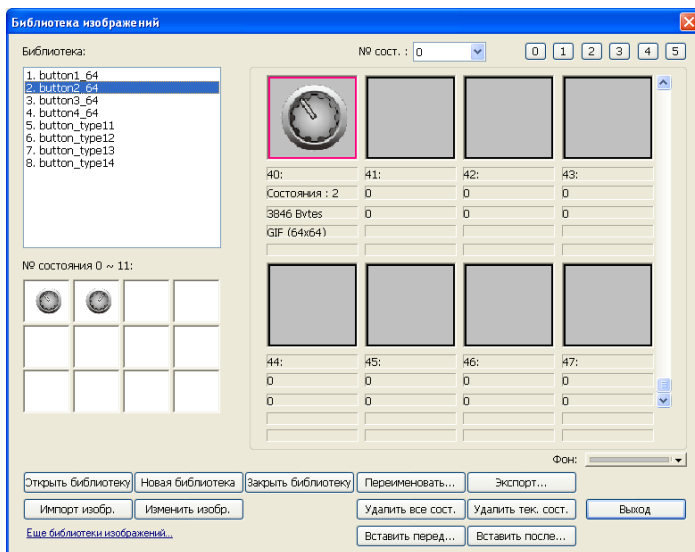 Библиотека изображений
Библиотека:
№ сост. : 0
0 1 2 3 4 5
1. button1_64
2. button2_64
3. button3_64
4. button4_64
5. button_type11
6. button_type12
7. button_type13
8. button_type14
40: 41: 42: 43:
Состояния : 2 0 0 0
3846 Bytes 0 0 0
GIF (64x64)
№ состояния 0 ~ 11:
44: 45: 46: 47:
0 0 0 0
0 0 0 0
Фон:
Открыть библиотеку Новая библиотека Закрыть библиотеку Переименовать... Экспорт...
Импорт изобр. Изменить изобр. Удалить все сост. Удалить тек. сост. Выход
Еще библиотеки изображений... Вставить перед... Вставить после...